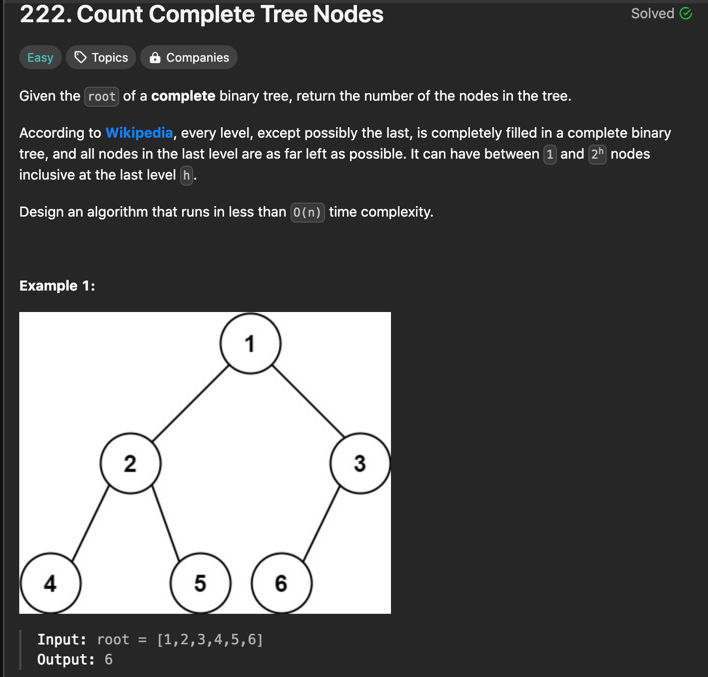 222. Count Complete Tree Nodes
Solved
Easy
Topics
Companies
Given the root of a complete binary tree, return the number of the nodes in the tree.
According to Wikipedia, every level, except possibly the last, is completely filled in a complete binary
tree, and all nodes in the last level are as far left as possible. It can have between 1 and 2ʰ nodes
inclusive at the last level h.
Design an algorithm that runs in less than O(n) time complexity.
Example 1:
1
2
3
4
5
6
Input: root = [1,2,3,4,5,6]
Output: 6